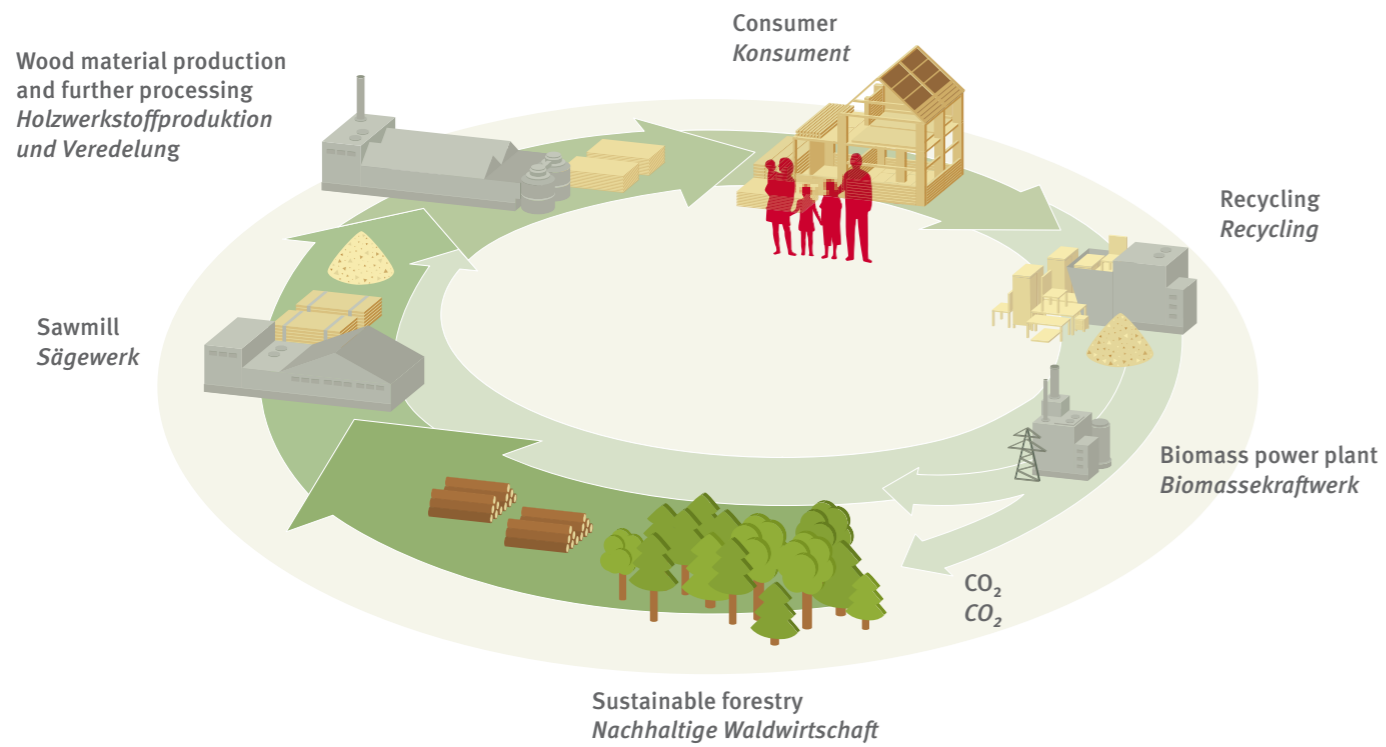 Consumer
Konsument
Wood material production
and further processing
Holzwerkstoffproduktion
und Veredelung
Recycling
Recycling
Sawmill
Sägewerk
Biomass power plant
Biomassekraftwerk
CO₂
CO₂
Sustainable forestry
Nachhaltige Waldwirtschaft